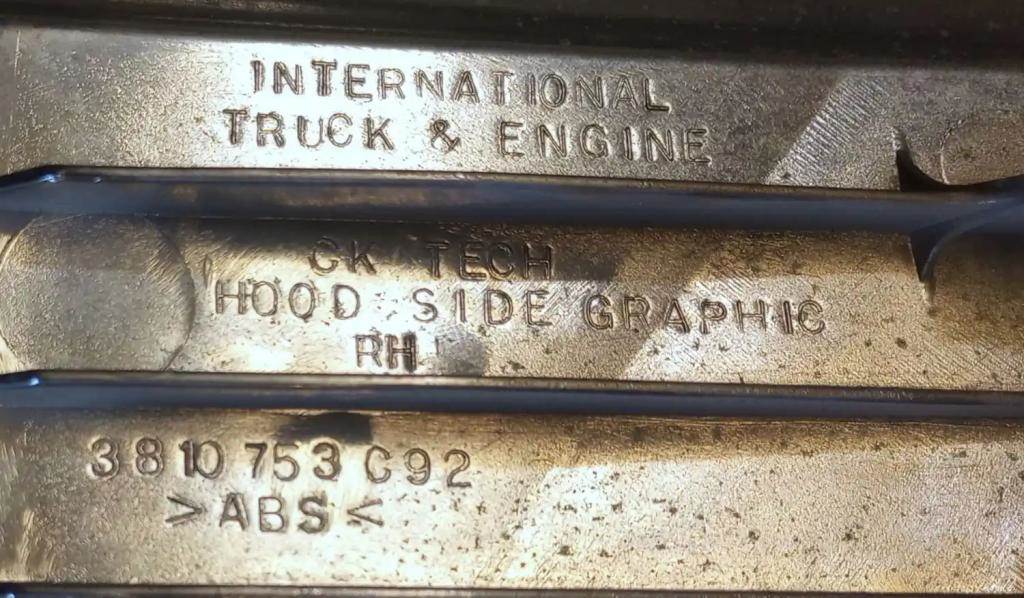 INTERNATIONAL
TRUCK & ENGINE
CK TECH
HOOD SIDE GRAPHIC
RH
3810753C92
>ABS<